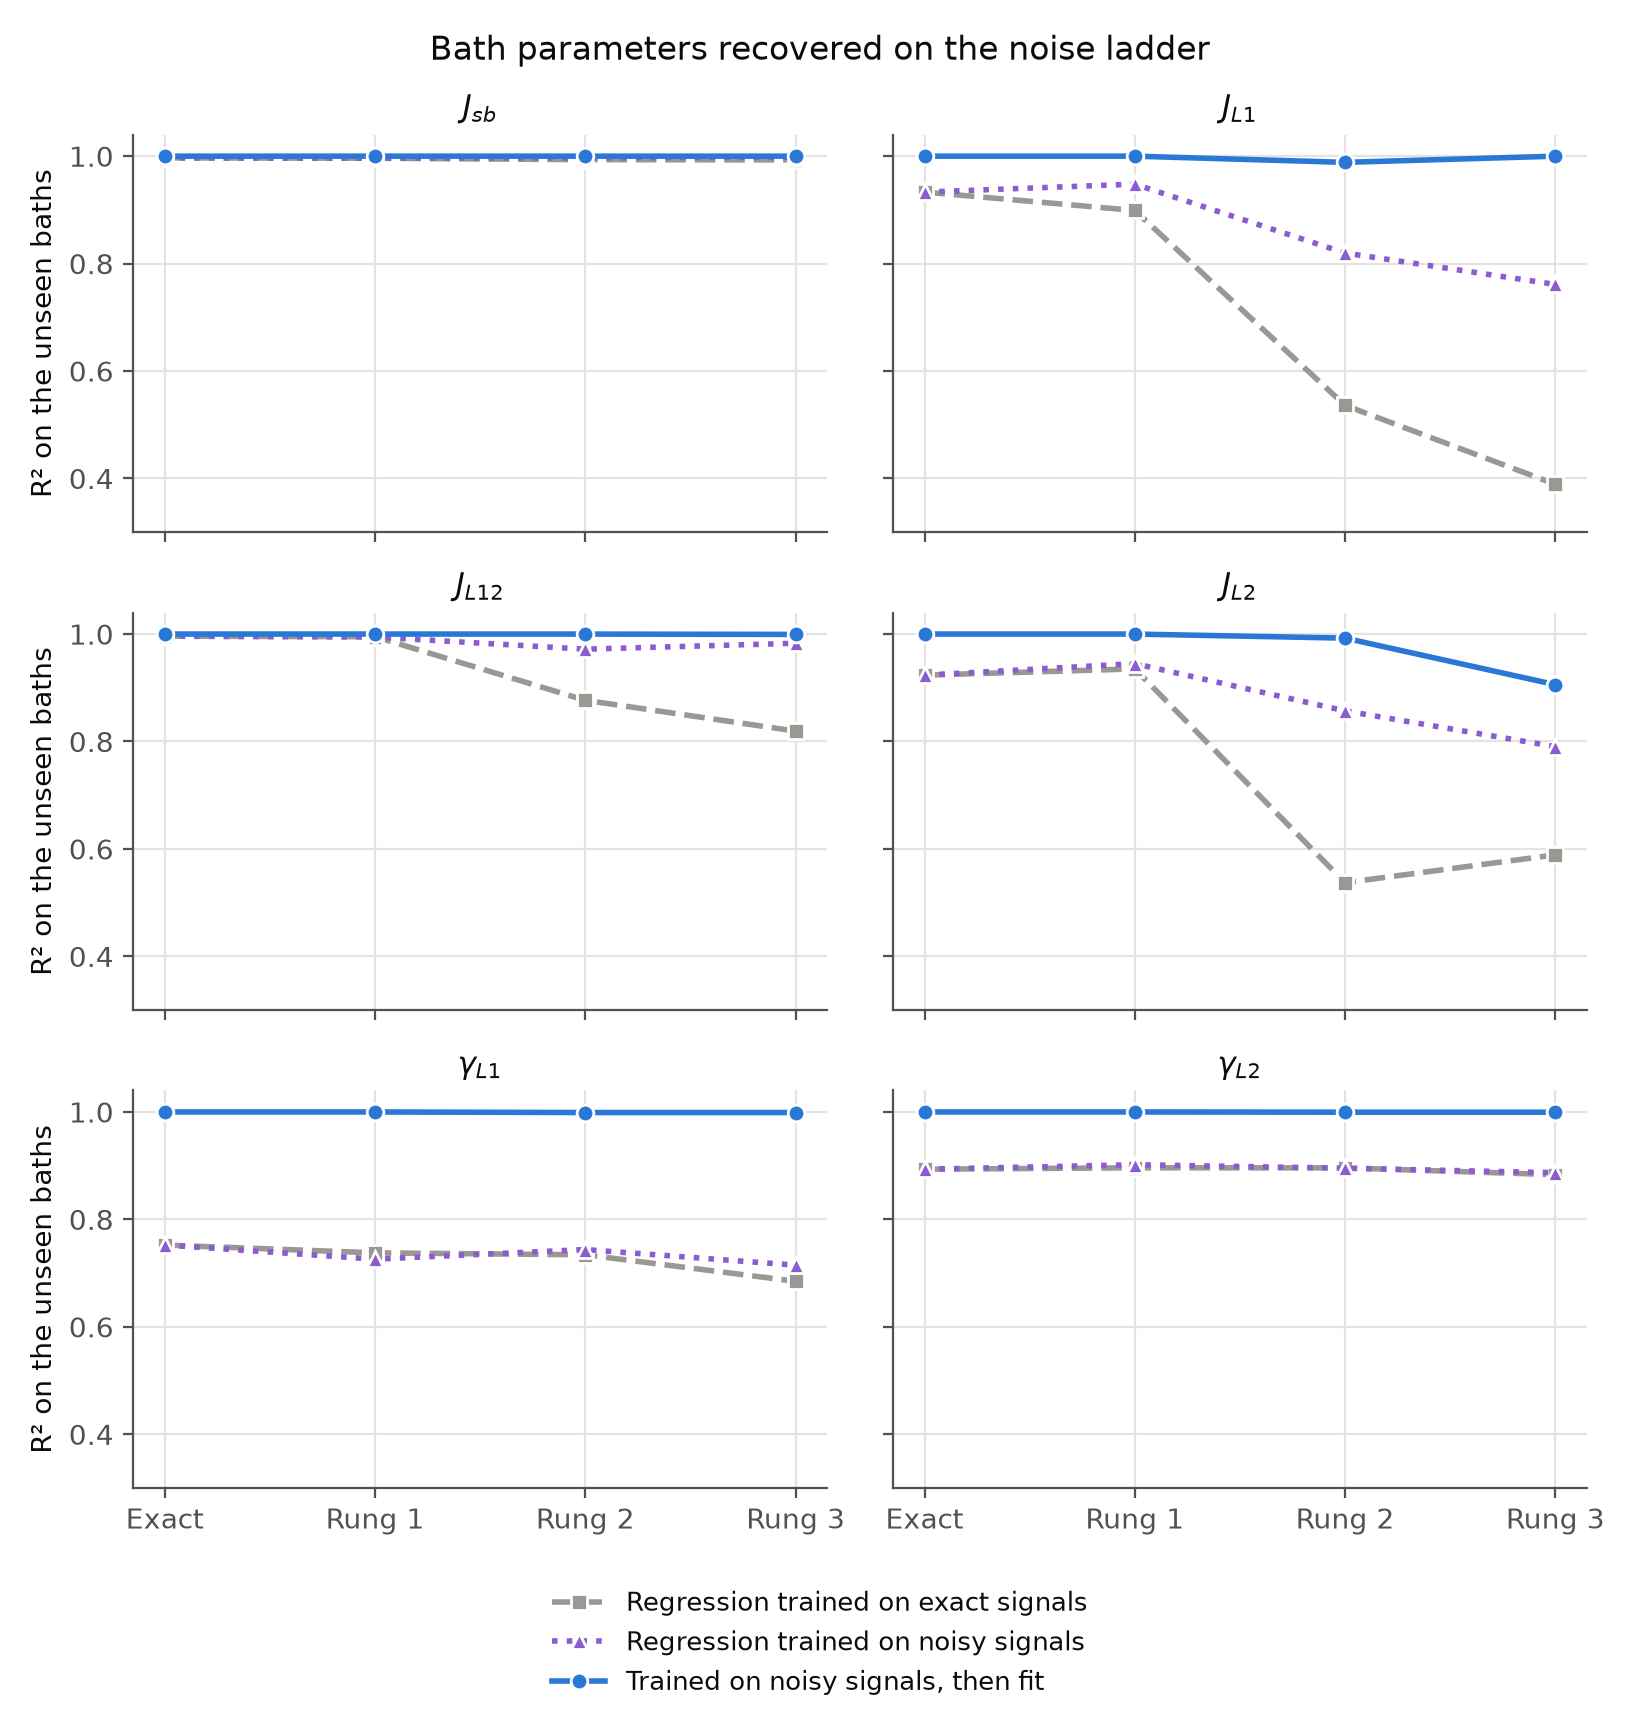 Bath parameters recovered on the noise ladder
J_sb
J_L1
R² on the unseen baths
1.0
0.8
0.6
0.4
J_L12
J_L2
R² on the unseen baths
1.0
0.8
0.6
0.4
γ_L1
γ_L2
R² on the unseen baths
1.0
0.8
0.6
0.4
Exact Rung 1 Rung 2 Rung 3 Exact Rung 1 Rung 2 Rung 3
Regression trained on exact signals
Regression trained on noisy signals
Trained on noisy signals, then fit